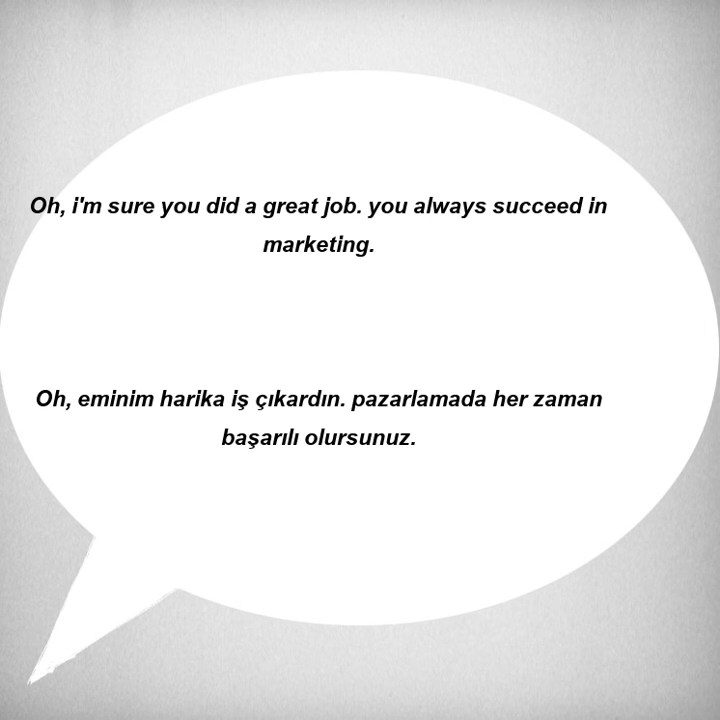 Oh, i'm sure you did a great job. you always succeed in
marketing.
Oh, eminim harika iş çıkardın. pazarlamada her zaman
başarılı olursunuz.